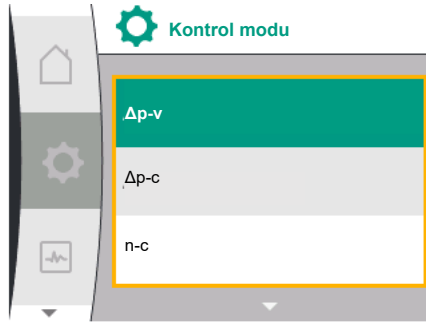 Kontrol modu
Δp-v
Δp-c
n-c